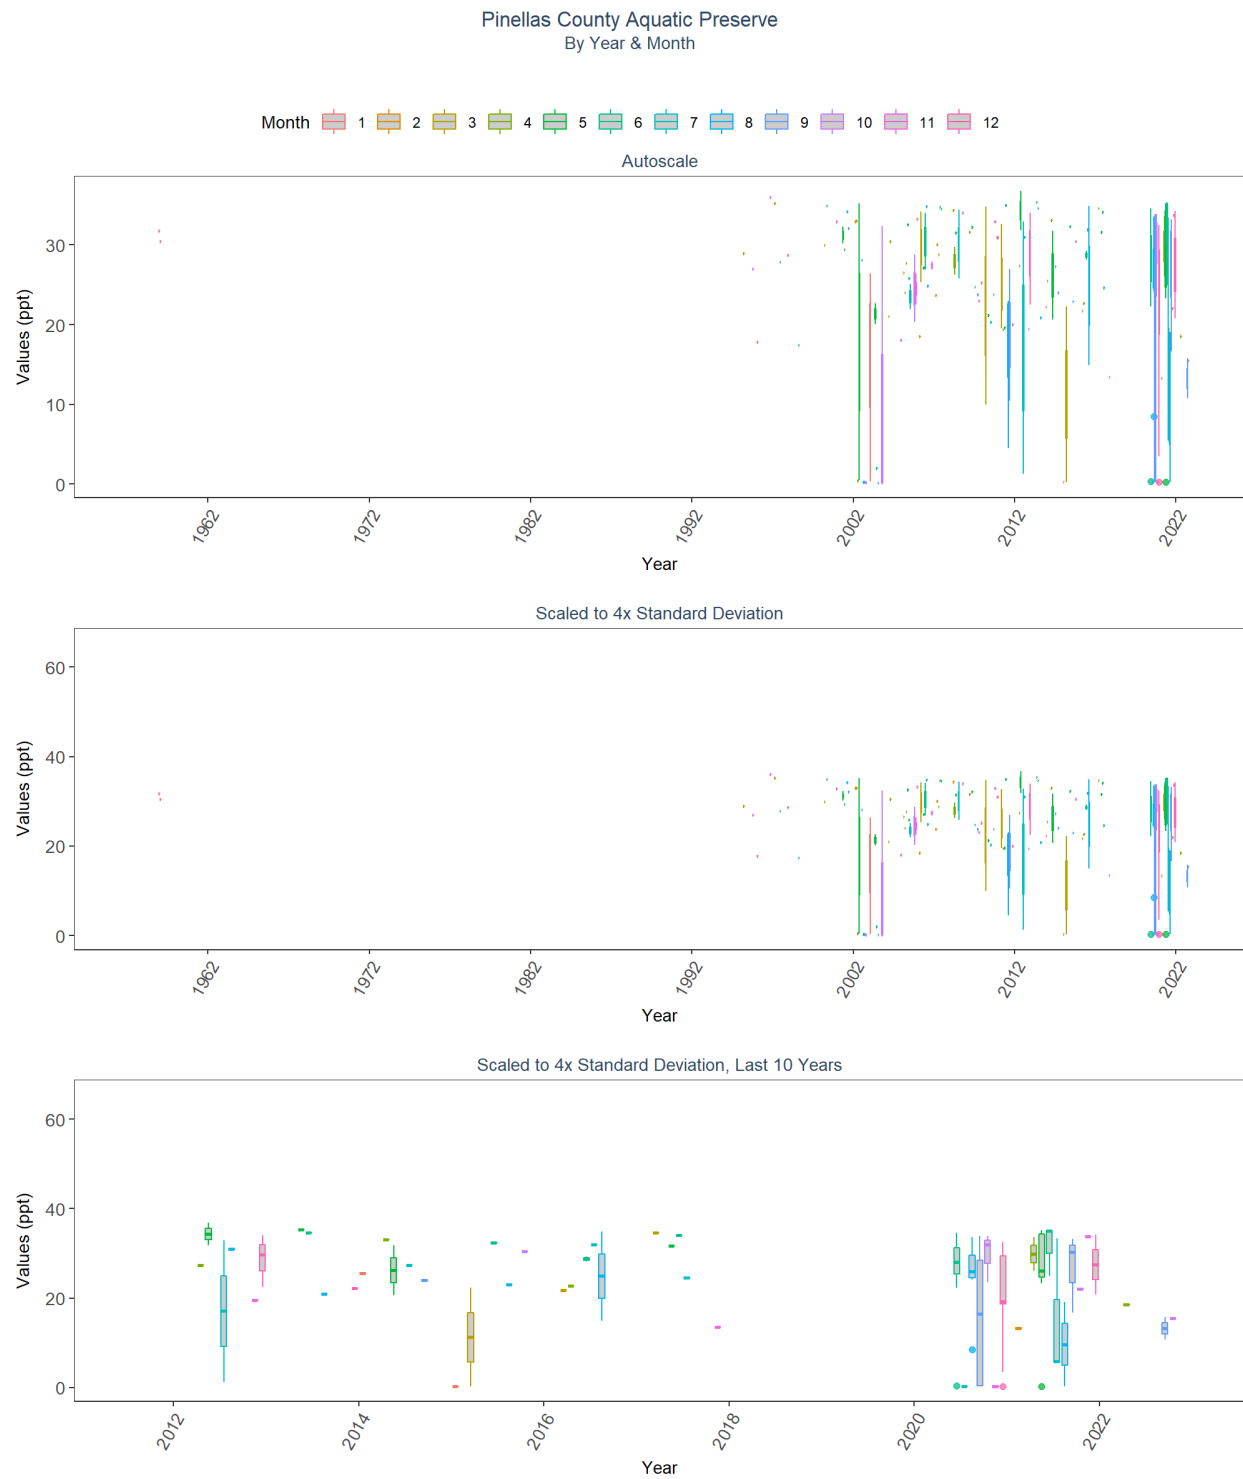 Pinellas County Aquatic Preserve
By Year & Month
Month 1 2 3 4 5 6 7 8 9 10 11 12
Autoscale
Values (ppt)
30
20
10
0
1962 1972 1982 1992 2002 2012 2022
Year
Scaled to 4x Standard Deviation
Values (ppt)
60
40
20
0
1962 1972 1982 1992 2002 2012 2022
Year
Scaled to 4x Standard Deviation, Last 10 Years
Values (ppt)
60
40
20
0
2012 2014 2016 2018 2020 2022
Year